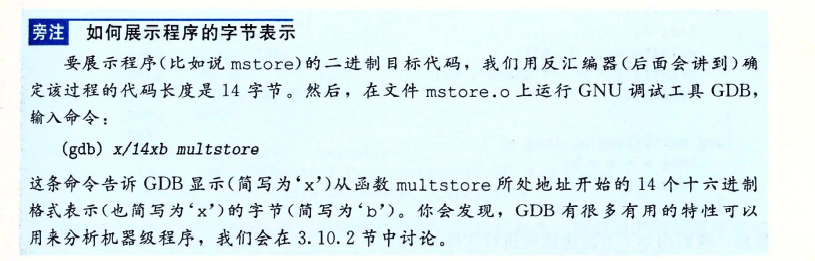 旁注 如何展示程序的字节表示
要展示程序(比如说 mstore)的二进制目标代码，我们用反汇编器(后面会讲到)确
定该过程的代码长度是 14 字节。然后，在文件 mstore.o 上运行 GNU 调试工具 GDB，
输入命令：
(gdb) x/14xb multstore
这条命令告诉 GDB 显示(简写为‘x’)从函数 multstore 所处地址开始的 14 个十六进制
格式表示(也简写为‘x’)的字节(简写为‘b’)。你会发现，GDB 有很多有用的特性可以
用来分析机器级程序，我们会在 3.10.2 节中讨论。